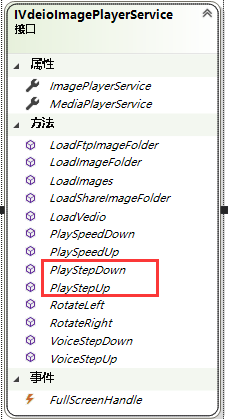 IVdeioImagePlayerService
接口
属性
ImagePlayerService
MediaPlayerService
方法
LoadFtpImageFolder
LoadImageFolder
LoadImages
LoadShareImageFolder
LoadVedio
PlaySpeedDown
PlaySpeedUp
PlayStepDown
PlayStepUp
RotateLeft
RotateRight
VoiceStepDown
VoiceStepUp
事件
FullScreenHandle